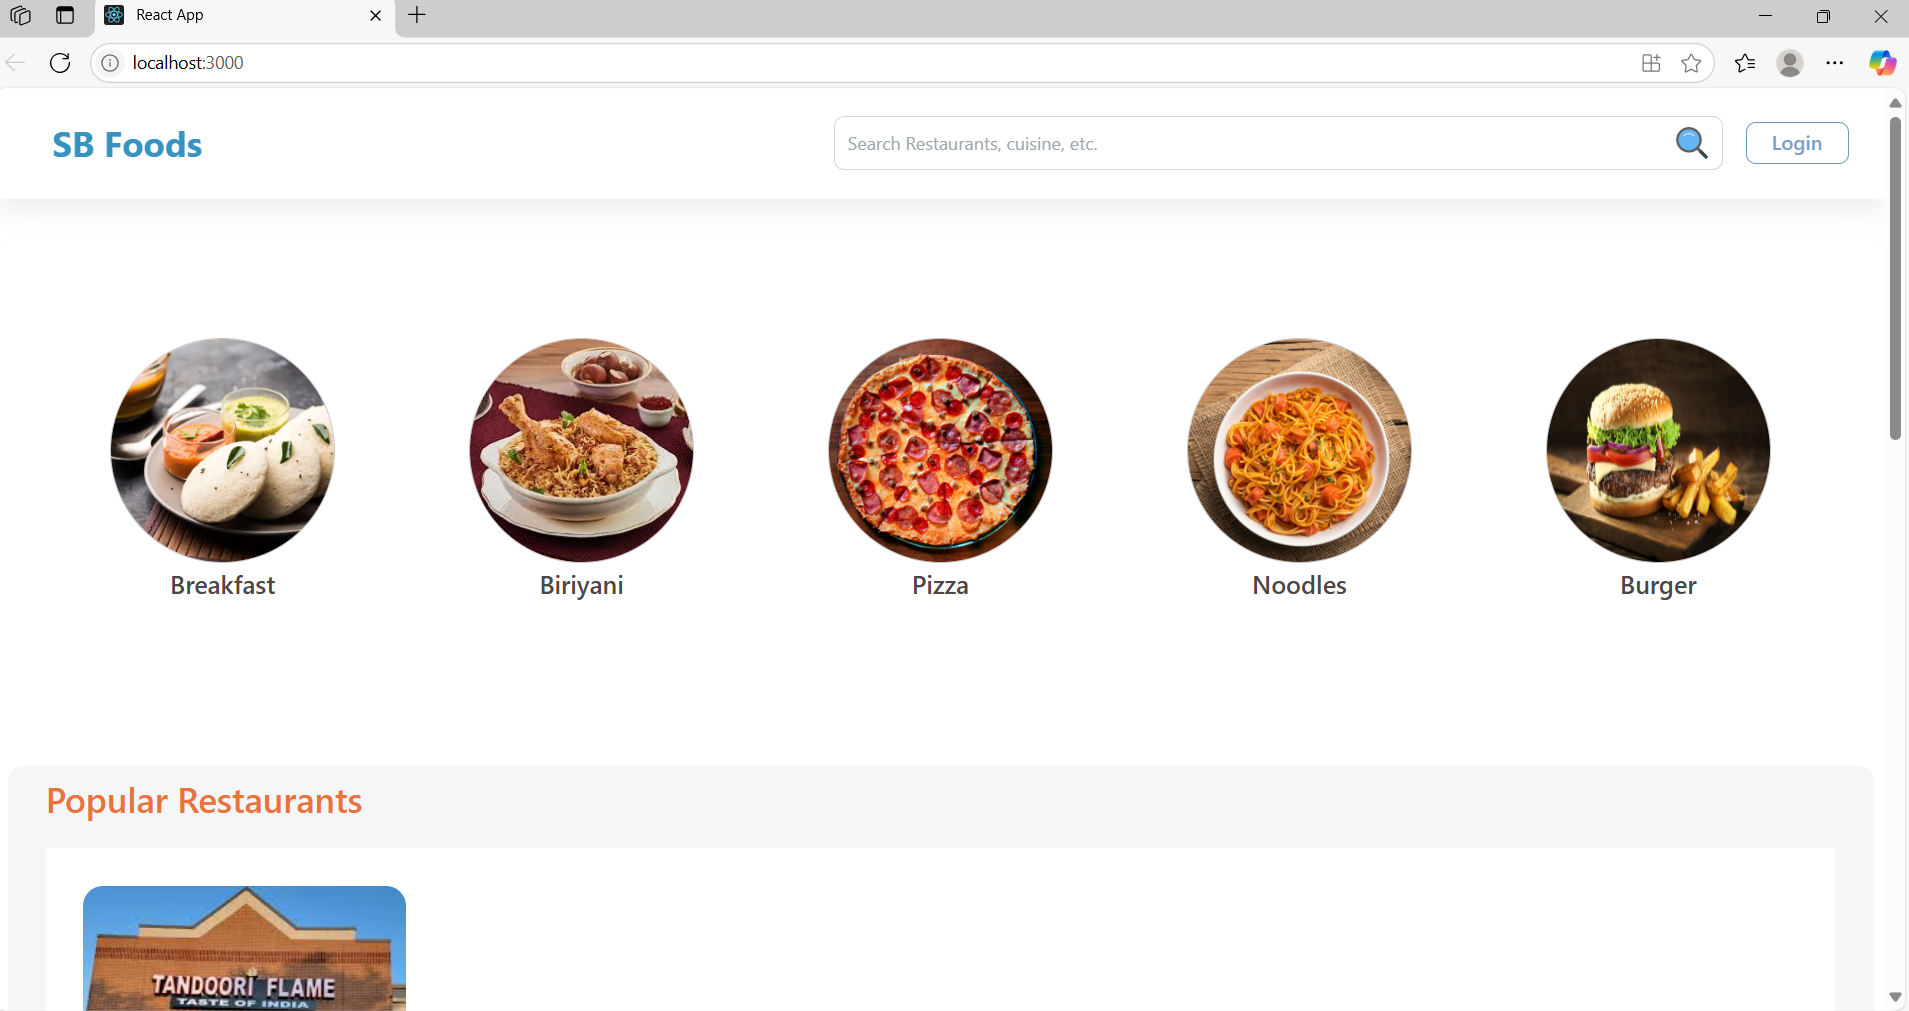 React App
localhost:3000
SB Foods
Search Restaurants, cuisine, etc.
Login
Breakfast
Biriyani
Pizza
Noodles
Burger
Popular Restaurants
TANDOORI FLAME
TASTE OF INDIA